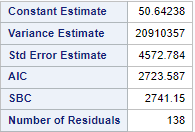 Constant Estimate 50.64238
Variance Estimate 20910357
Std Error Estimate 4572.784
AIC 2723.587
SBC 2741.15
Number of Residuals 138